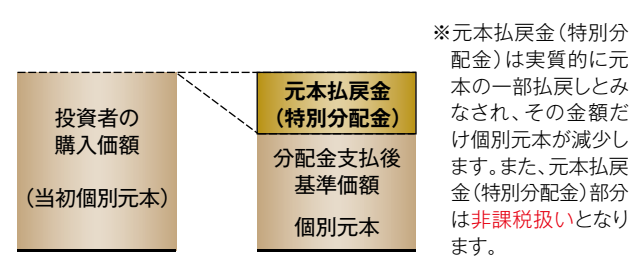 投資者の
購入価額
(当初個別元本)
元本払戻金
(特別分配金)
分配金支払後
基準価額
個別元本
※元本払戻金(特別分
配金)は実質的に元
本の一部払戻しとみ
なされ、その金額だ
け個別元本が減少し
ます。また、元本払戻
金(特別分配金)部分
は非課税扱いとなり
ます。